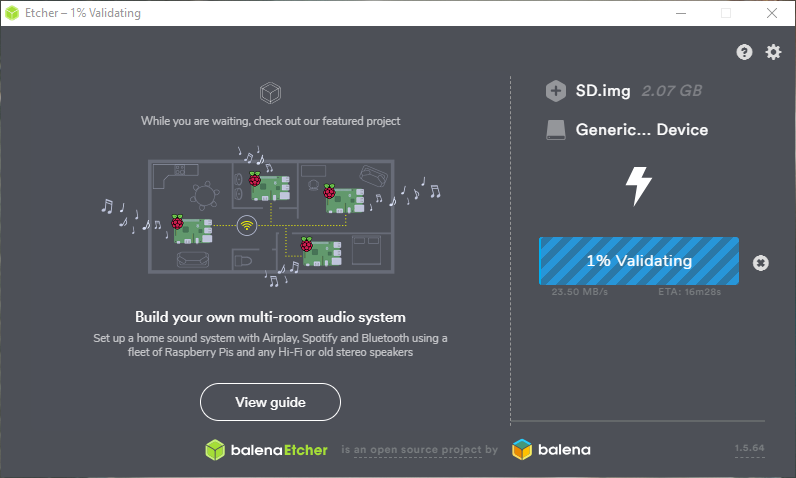 Etcher – 1% Validating
While you are waiting, check out our featured project
Build your own multi-room audio system
Set up a home sound system with Airplay, Spotify and Bluetooth using a
fleet of Raspberry Pis and any Hi-Fi or old stereo speakers
View guide
SD.img 2.07 GB
Generic... Device
1% Validating
23.50 MB/s ETA: 16m28s
balenaEtcher is an open source project by balena
1.5.64